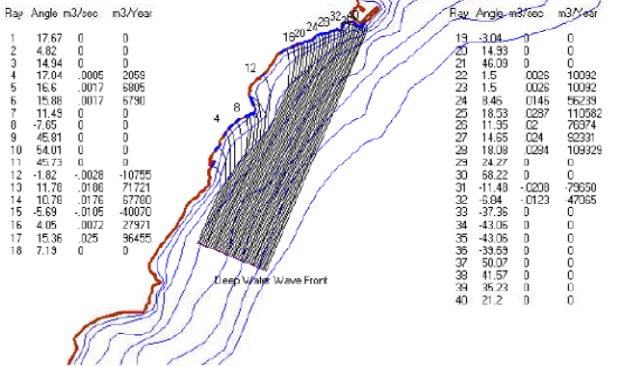 Ray Angle m3/sec m3/Year
1 17.67 0 0
2 4.82 0 0
3 14.94 0 0
4 17.04 .0005 2059
5 16.6 .0017 6805
6 15.88 .0017 6790
7 11.49 0 0
8 -7.65 0 0
9 45.81 0 0
10 54.01 0 0
11 45.73 0 0
12 -1.82 -.0028 -10755
13 11.78 .0186 71721
14 10.78 .0176 67780
15 -5.69 -.0105 -40070
16 4.05 .0072 27971
17 15.36 .025 96455
18 7.19 0 0
4
8
12
16 20 24 28 32
Deep Water Wave Front
Ray Angle m3/sec m3/Year
19 -3.04 0 0
20 14.93 0 0
21 46.09 0 0
22 1.5 .0026 10092
23 1.5 .0026 10092
24 8.46 .0146 56239
25 18.53 .0287 110582
26 11.95 .02 76974
27 14.65 .024 92331
28 18.08 .0284 109329
29 24.27 0 0
30 68.22 0 0
31 -11.48 -.0208 -79650
32 -6.84 -.0123 -47065
33 -37.36 0 0
34 -43.06 0 0
35 -43.06 0 0
36 -39.59 0 0
37 50.07 0 0
38 41.57 0 0
39 35.23 0 0
40 21.2 0 0